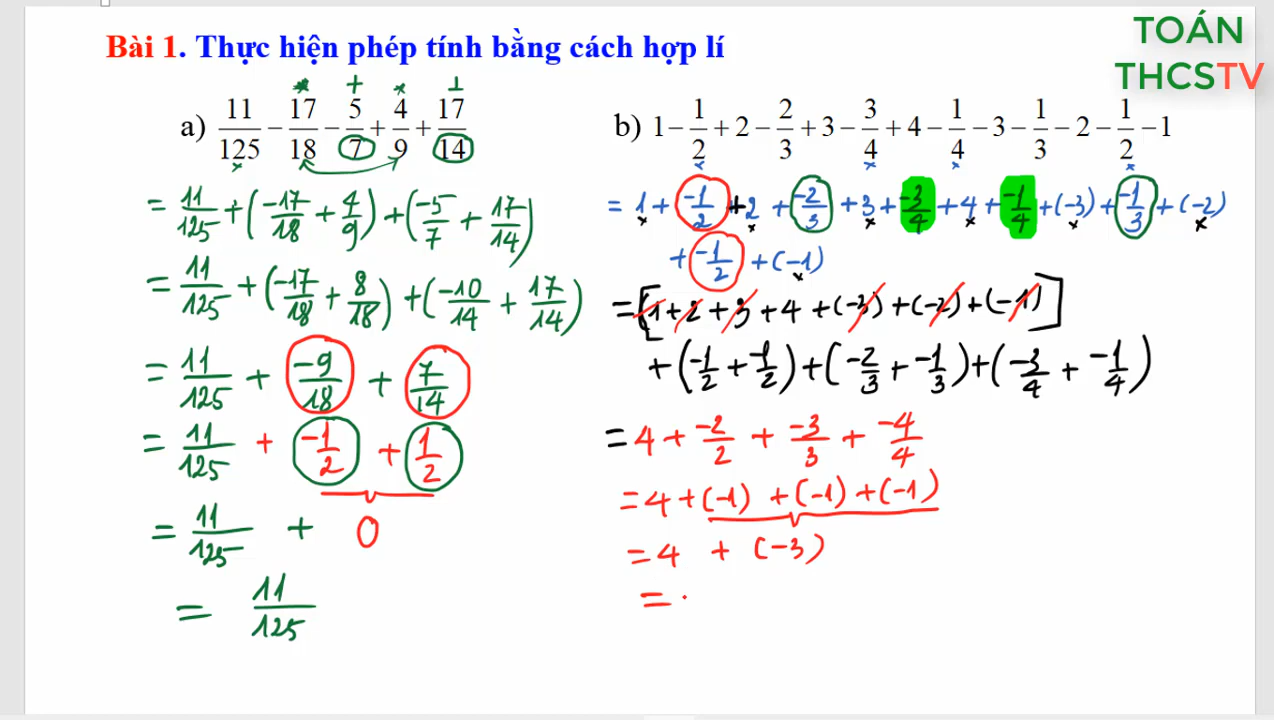 TOÁN
THCSTV
Bài 1. Thực hiện phép tính bằng cách hợp lí
a) 11/125 − 17/18 − 5/7 + 4/9 + 17/14
= 11/125 + (−17/18 + 4/9) + (−5/7 + 17/14)
= 11/125 + (−17/18 + 8/18) + (−10/14 + 17/14)
= 11/125 + −9/18 + 7/14
= 11/125 + −1/2 + 1/2
= 11/125 + 0
= 11/125
b) 1 − 1/2 + 2 − 2/3 + 3 − 3/4 + 4 − 1/4 − 3 − 1/3 − 2 − 1/2 − 1
= 1 + −1/2 + 2 + −2/3 + 3 + −3/4 + 4 + −1/4 + (−3) + −1/3 + (−2)
+ −1/2 + (−1)
= [1 + 2 + 3 + 4 + (−3) + (−2) + (−1)]
+ (−1/2 + −1/2) + (−2/3 + −1/3) + (−3/4 + −1/4)
= 4 + −2/2 + −3/3 + −4/4
= 4 + (−1) + (−1) + (−1)
= 4 + (−3)
=